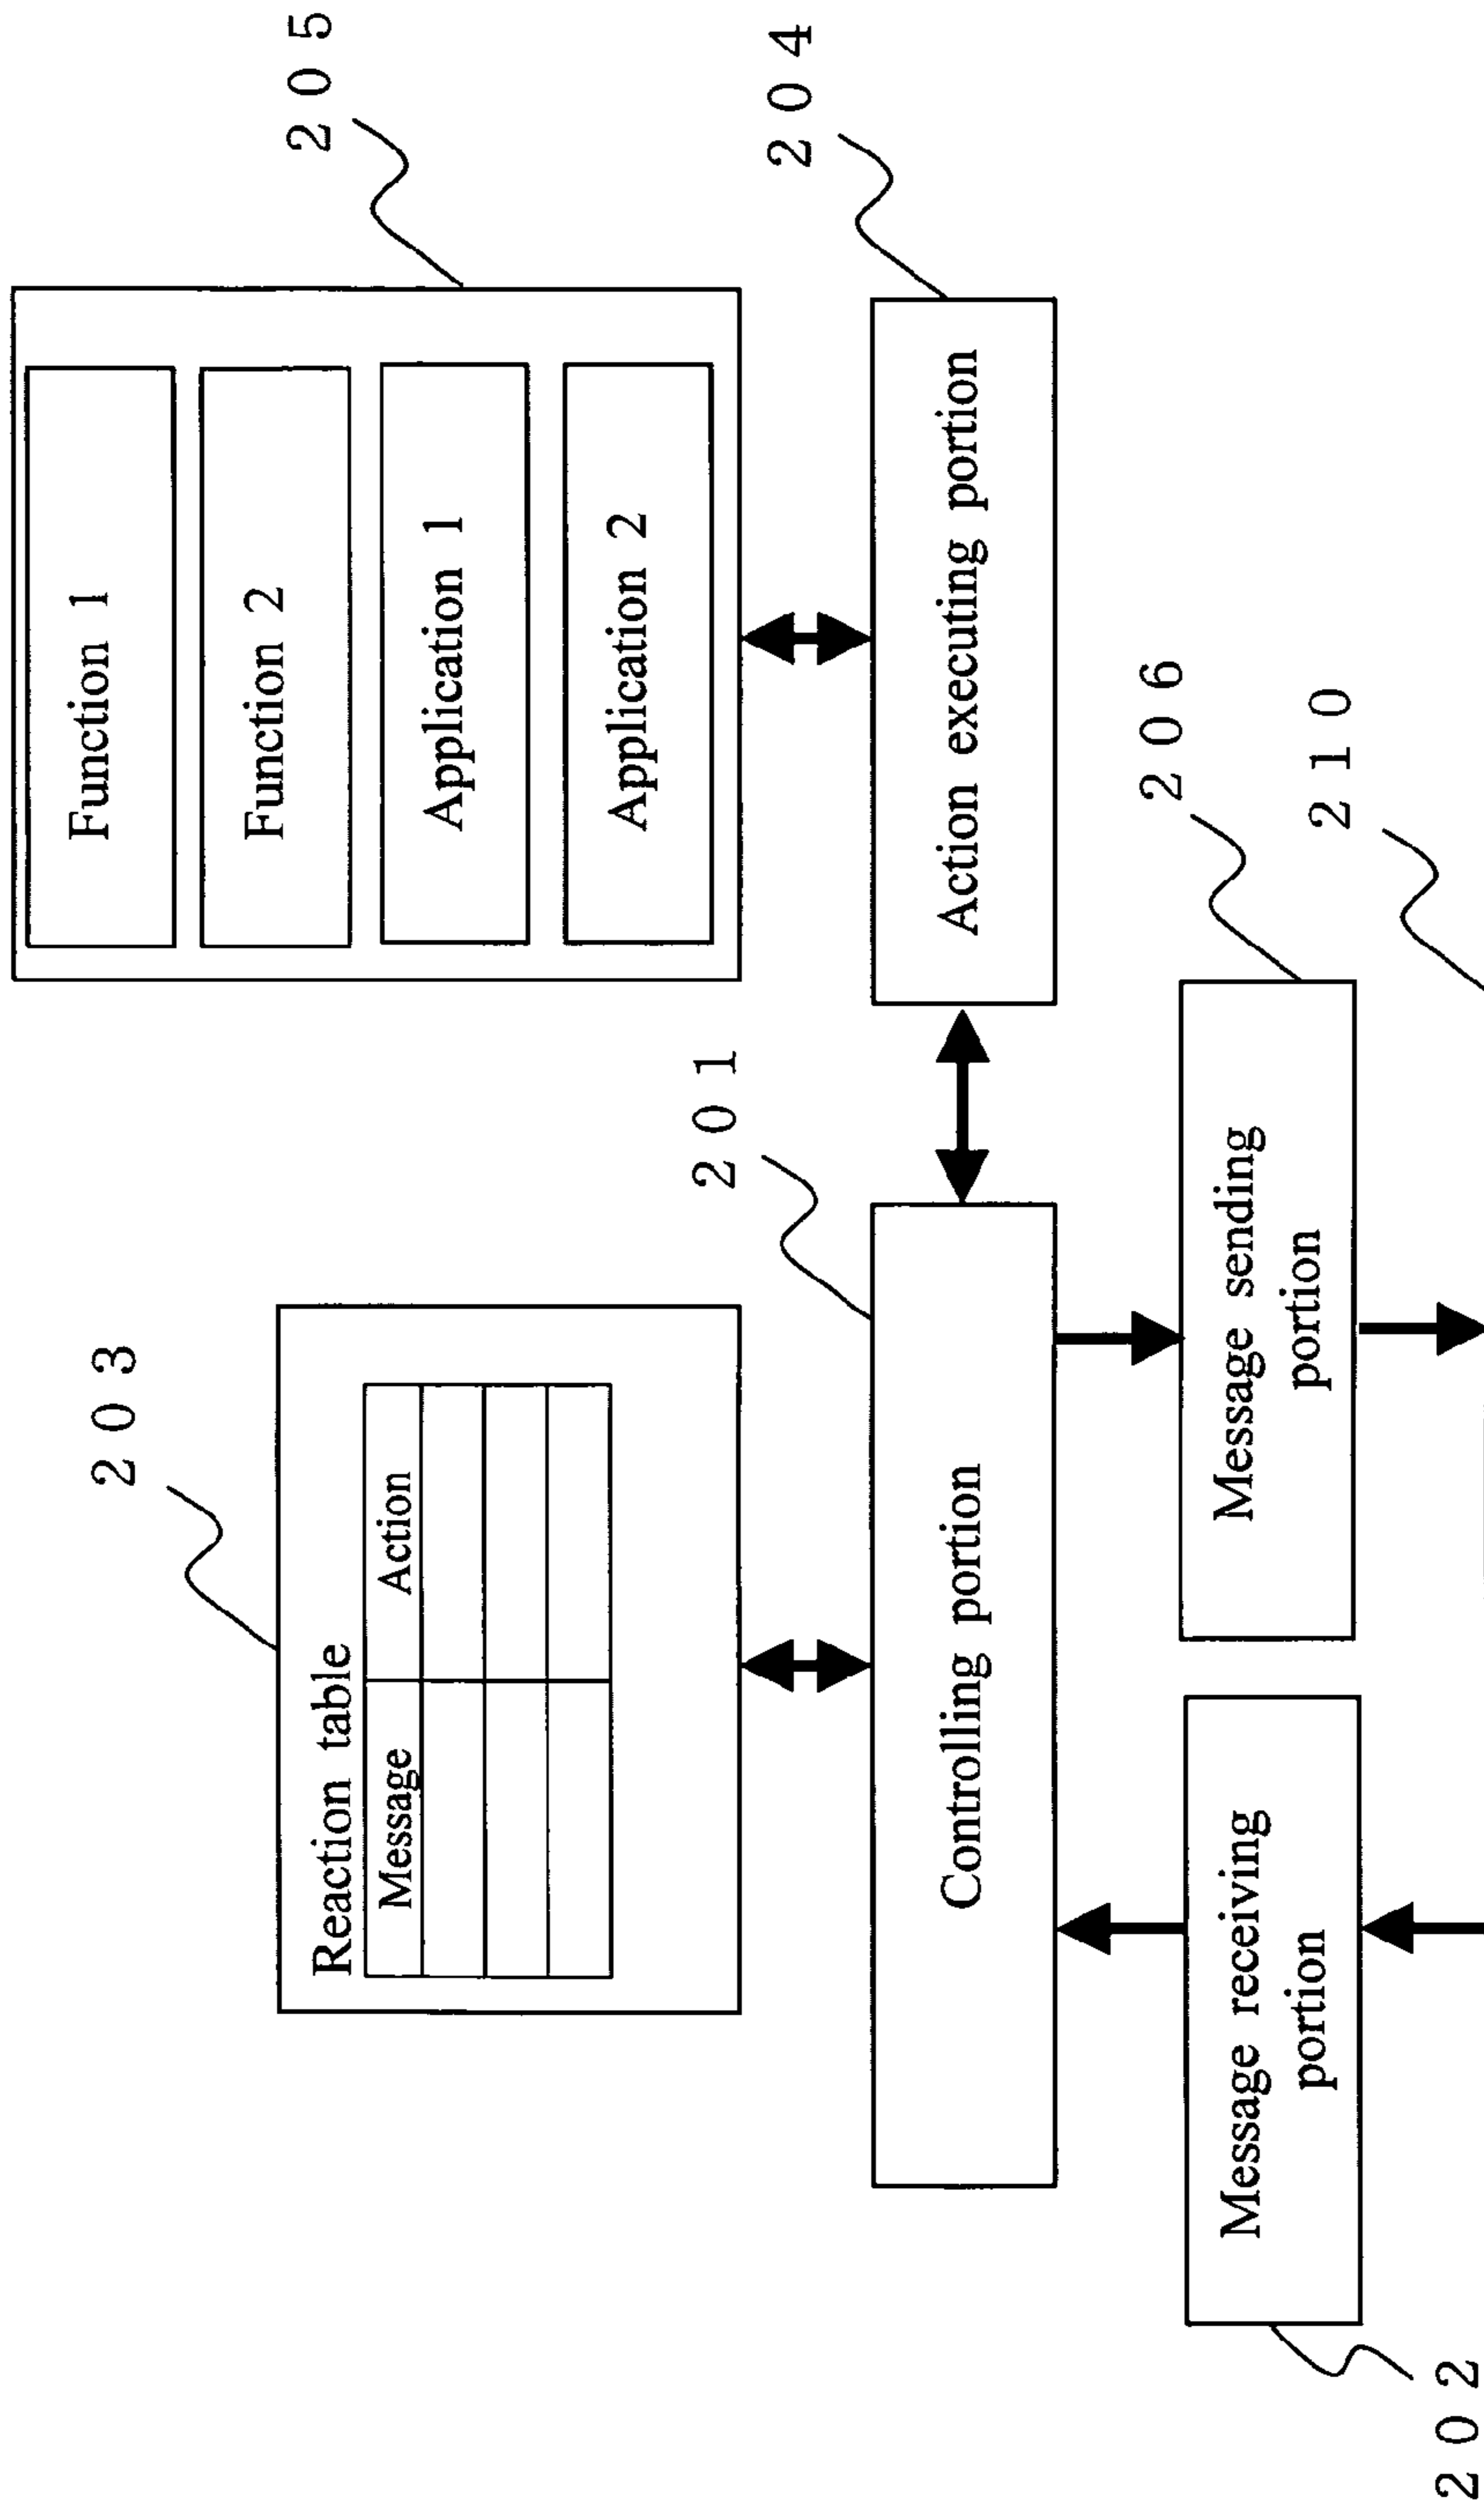 205
Function 1
Function 2
Application 1
Application 2
203
Reaction table
Message Action
201
204
Controlling portion
Action executing portion
206
Message receiving
portion
Message sending
portion
202
210